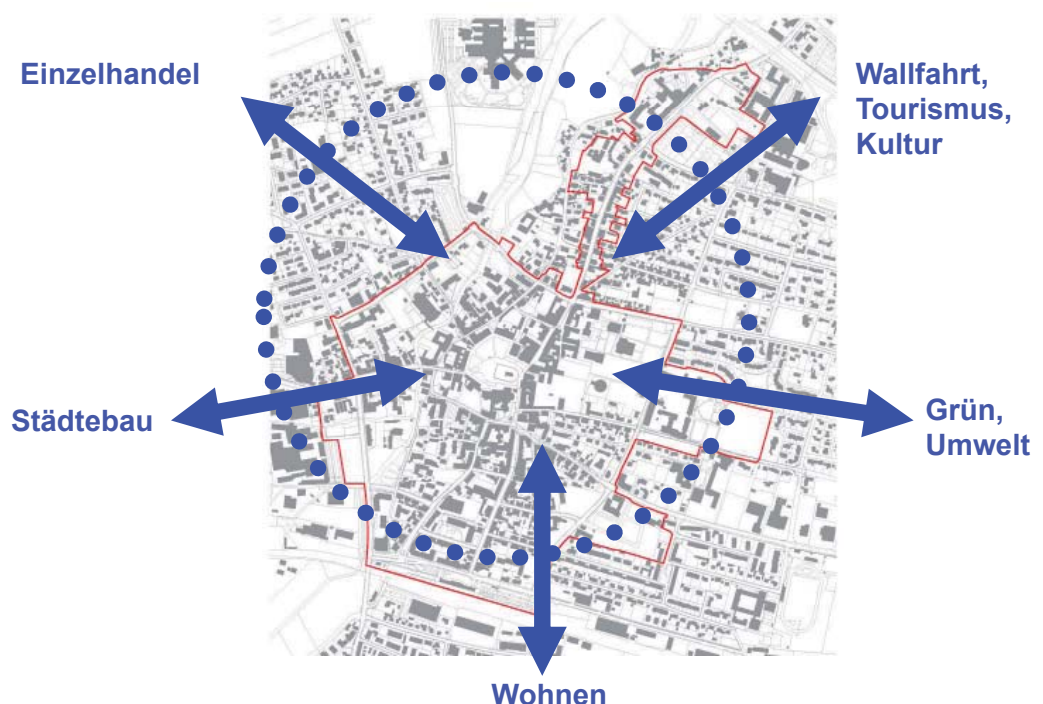 Einzelhandel
Wallfahrt,
Tourismus,
Kultur
Städtebau
Grün,
Umwelt
Wohnen